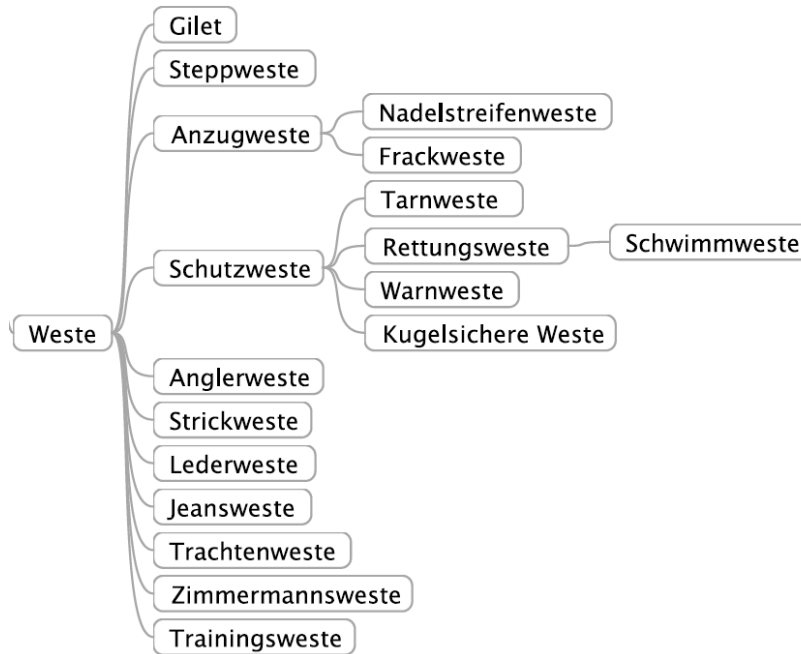 Gilet
Steppweste
Anzugweste
Nadelstreifenweste
Frackweste
Schutzweste
Tarnweste
Rettungsweste
Schwimmweste
Warnweste
Kugelsichere Weste
Weste
Anglerweste
Strickweste
Lederweste
Jeansweste
Trachtenweste
Zimmermannsweste
Trainingsweste